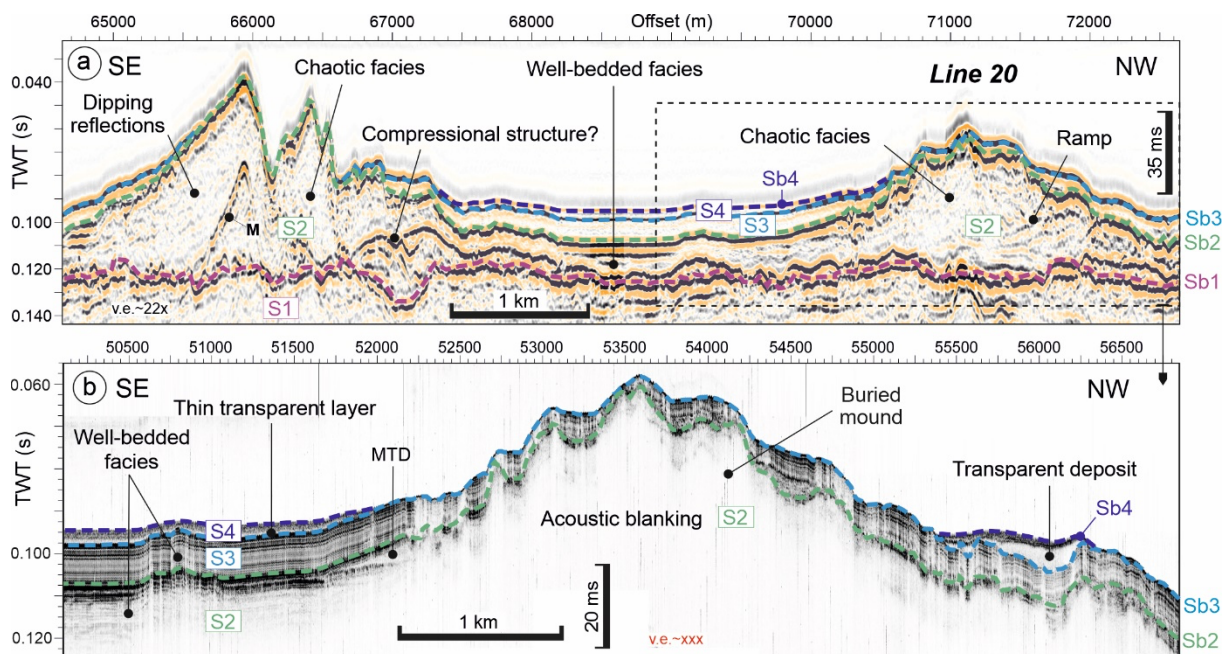 65000 66000 67000 68000 Offset (m) 70000 71000 72000
a SE Chaotic facies Well-bedded facies Line 20 NW
0.040
Dipping
reflections
Compressional structure?
Chaotic facies
Ramp
35 ms
TWT (s)
Sb4
0.100
M
S2
S4
S3
S2
Sb3
Sb2
0.120
Sb1
S1
1 km
v.e.~22x
0.140
50500 51000 51500 52000 52500 53000 53400 53600 54000 54500 55000 55500 56000 56500
b SE NW
0.060
Thin transparent layer
Buried
mound
Well-bedded
facies
MTD
Transparent deposit
TWT (s)
S4
S2
Sb4
Acoustic blanking
0.100
S3
Sb3
S2
1 km
20 ms
Sb2
0.120
v.e.~xxx